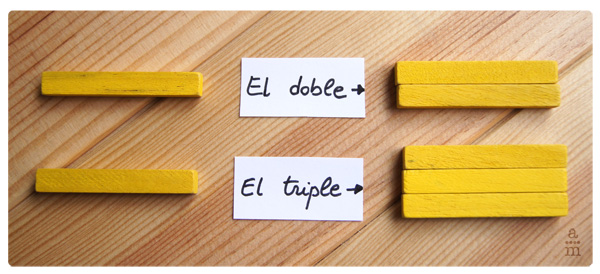 El doble →
El triple →
a
m